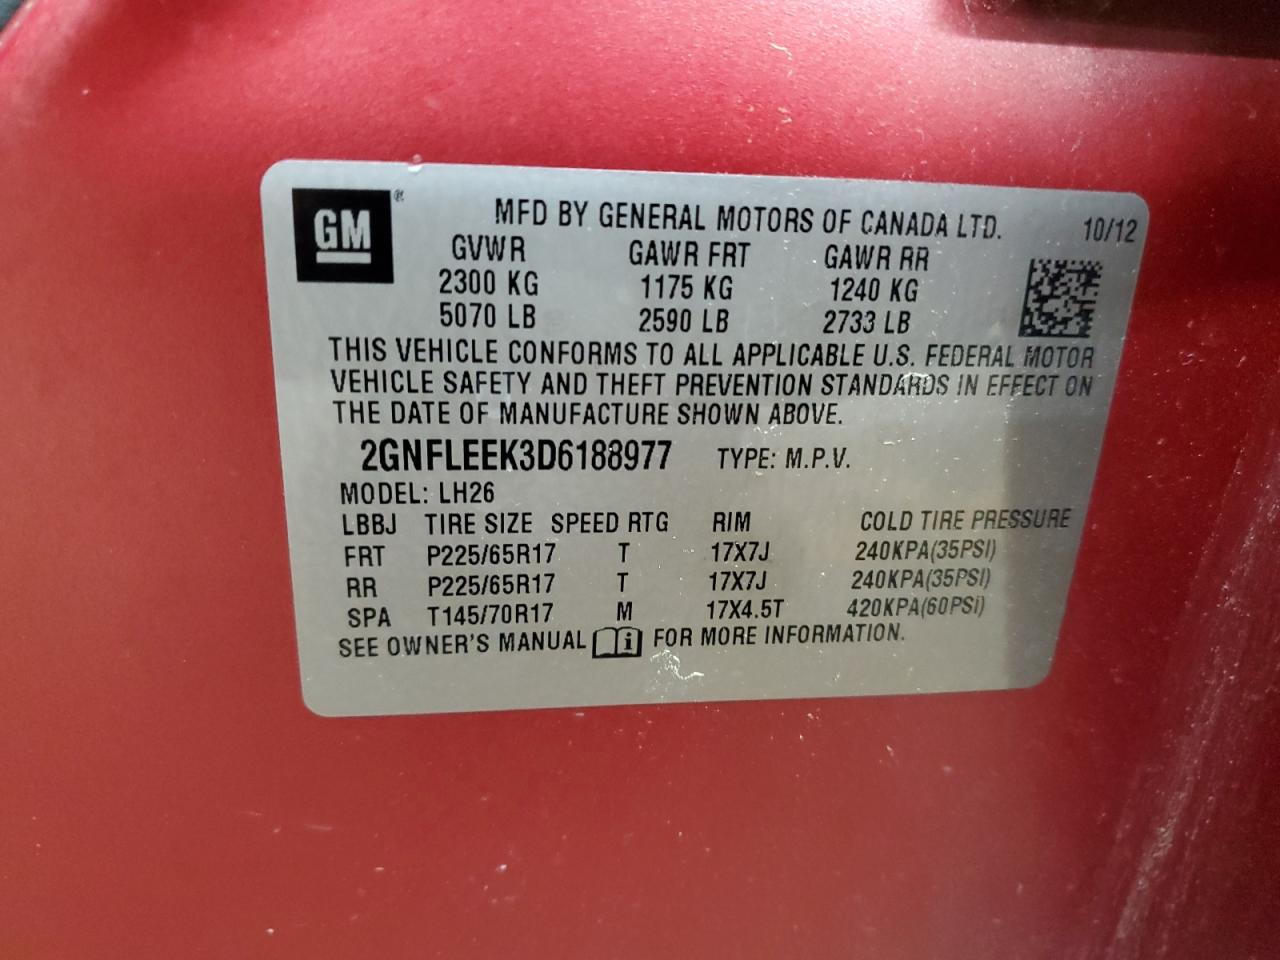 GM®
MFD BY GENERAL MOTORS OF CANADA LTD. 10/12
GVWR GAWR FRT GAWR RR
2300 KG 1175 KG 1240 KG
5070 LB 2590 LB 2733 LB
THIS VEHICLE CONFORMS TO ALL APPLICABLE U.S. FEDERAL MOTOR
VEHICLE SAFETY AND THEFT PREVENTION STANDARDS IN EFFECT ON
THE DATE OF MANUFACTURE SHOWN ABOVE.
2GNFLEEK3D6188977 TYPE: M.P.V.
MODEL: LH26
LBBJ TIRE SIZE SPEED RTG RIM COLD TIRE PRESSURE
FRT P225/65R17 T 17X7J 240KPA(35PSI)
RR P225/65R17 T 17X7J 240KPA(35PSI)
SPA T145/70R17 M 17X4.5T 420KPA(60PSI)
SEE OWNER'S MANUAL i FOR MORE INFORMATION.